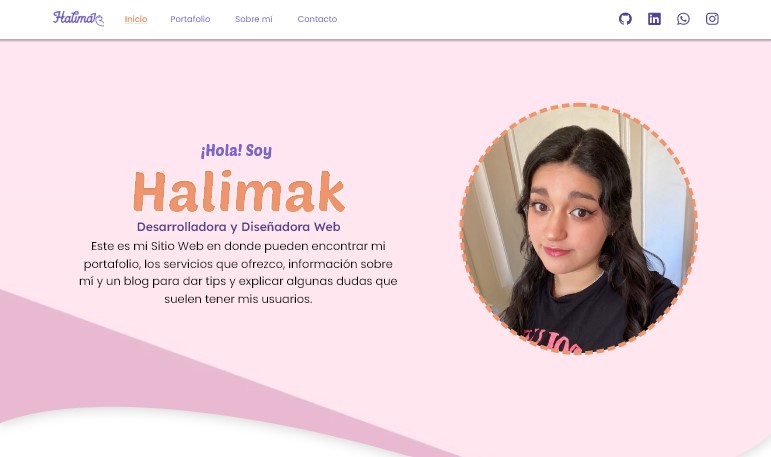 Halimak
Inicio
Portafolio
Sobre mi
Contacto
¡Hola! Soy
Halimak
Desarrolladora y Diseñadora Web
Este es mi Sitio Web en donde pueden encontrar mi
portafolio, los servicios que ofrezco, información sobre
mí y un blog para dar tips y explicar algunas dudas que
suelen tener mis usuarios.